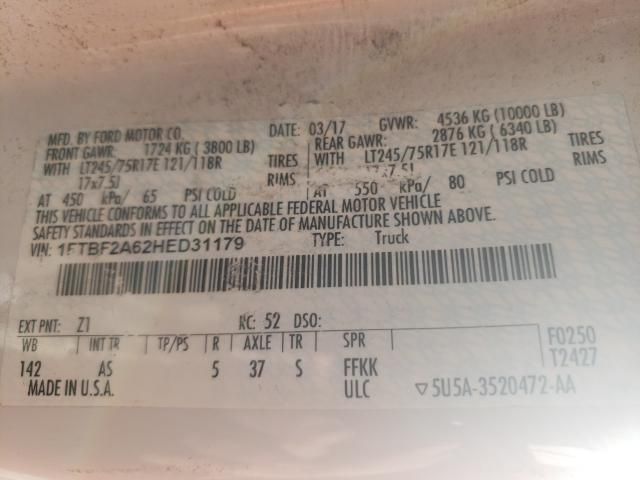 MFD. BY FORD MOTOR CO.
DATE: 03/17 GVWR: 4536 KG (10000 LB)
FRONT GAWR: 1724 KG ( 3800 LB)
REAR GAWR: 2876 KG ( 6340 LB)
WITH LT245/75R17E 121/118R TIRES
WITH LT245/75R17E 121/118R TIRES
17x7.5J RIMS
17x7.5J RIMS
AT 450 kPa/ 65 PSI COLD
AT 550 kPa/ 80 PSI COLD
THIS VEHICLE CONFORMS TO ALL APPLICABLE FEDERAL MOTOR VEHICLE
SAFETY STANDARDS IN EFFECT ON THE DATE OF MANUFACTURE SHOWN ABOVE.
VIN: 1FTBF2A62HED31179 TYPE: Truck
EXT PNT: Z1 RC: 52 DSO:
WB INT TR TP/PS R AXLE TR SPR F0250
142 AS 5 37 S FFKK T2427
MADE IN U.S.A. ULC ▽5U5A-3520472-AA